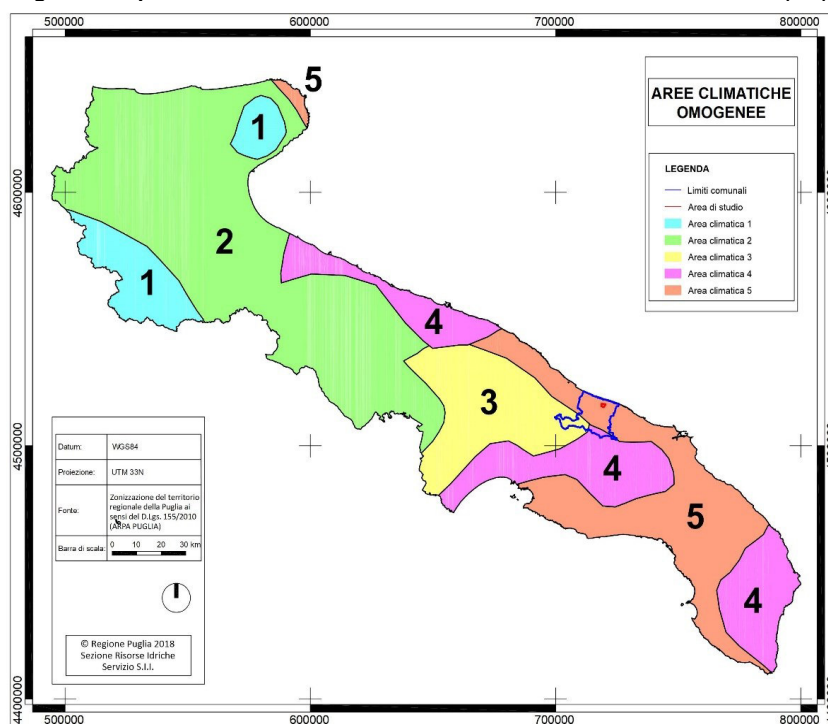 500000 600000 700000 800000
AREE CLIMATICHE
OMOGENEE
LEGENDA
Limiti comunali
Area di studio
Area climatica 1
Area climatica 2
Area climatica 3
Area climatica 4
Area climatica 5
5
1
4600000
2
1
4
3
4500000
4
5
4
4400000
Datum: WGS84
Proiezione: UTM 33N
Fonte: Zonizzazione del territorio
regionale della Puglia ai
sensi del D.Lgs. 155/2010
(ARPA PUGLIA)
Barra di scala: 0 10 20 30 km
© Regione Puglia 2018
Sezione Risorse Idriche
Servizio S.I.I.
500000 600000 700000 800000